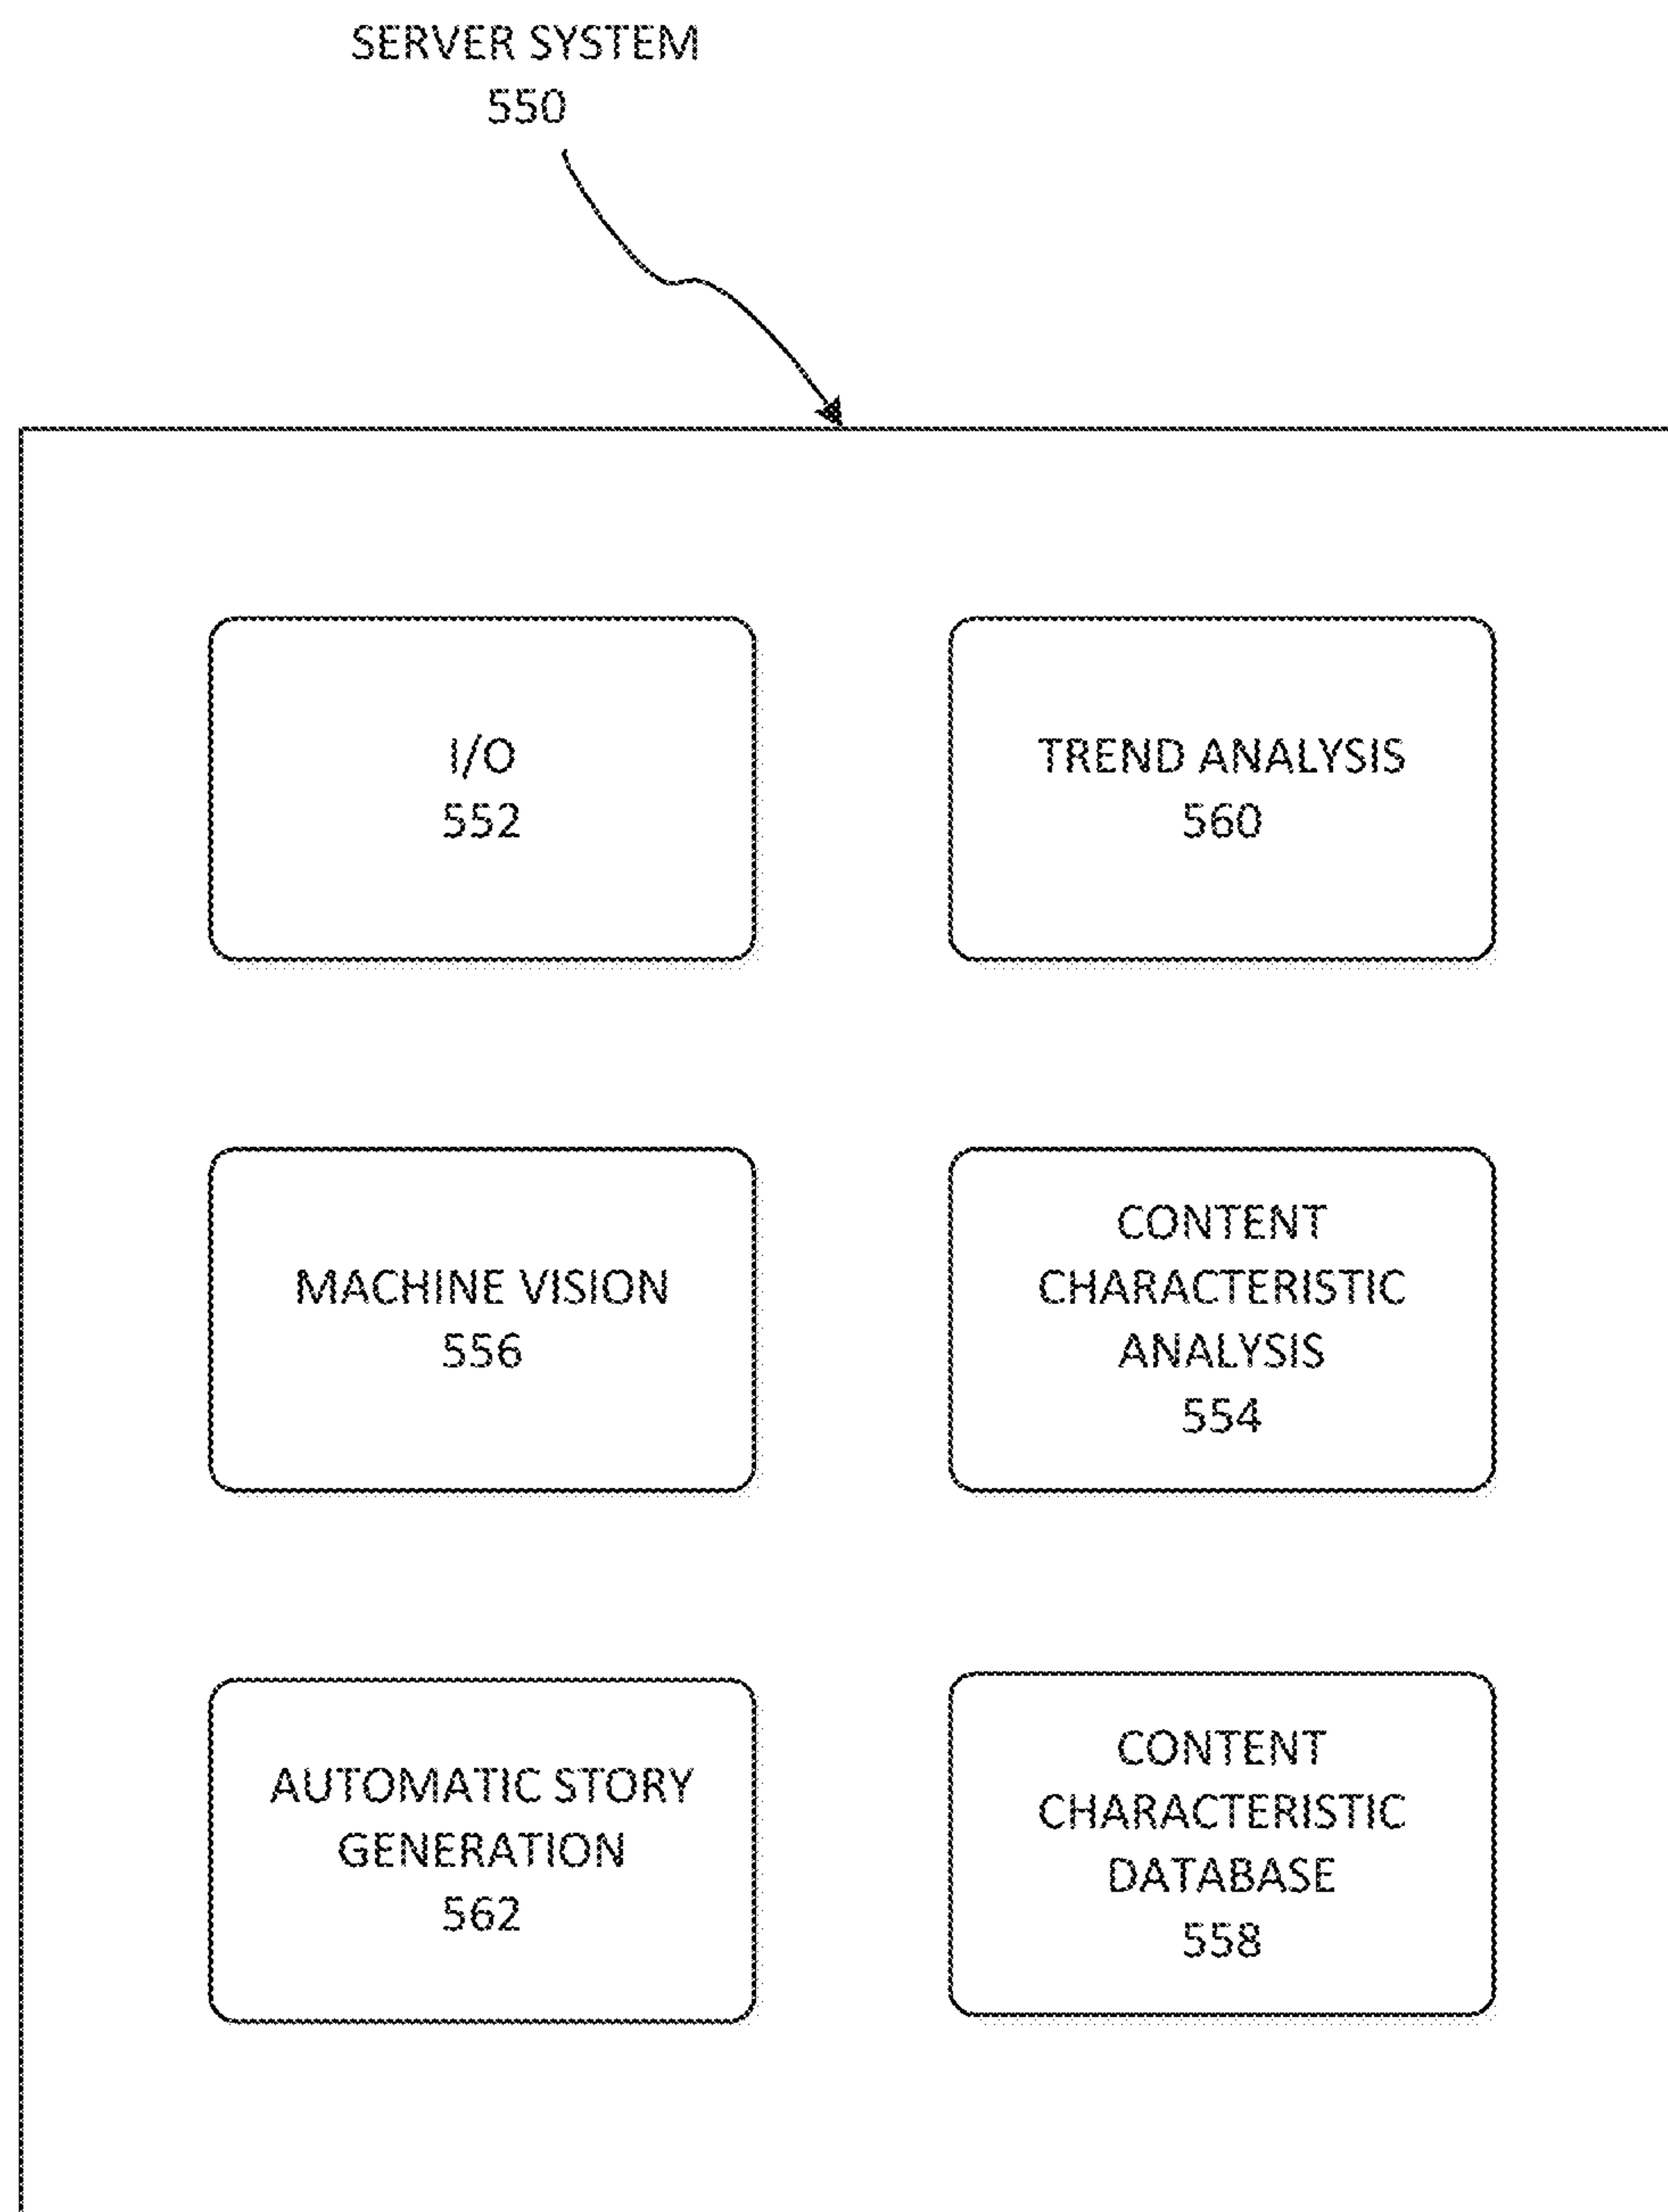 SERVER SYSTEM
550
I/O
552
TREND ANALYSIS
560
MACHINE VISION
556
CONTENT
CHARACTERISTIC
ANALYSIS
554
AUTOMATIC STORY
GENERATION
562
CONTENT
CHARACTERISTIC
DATABASE
558